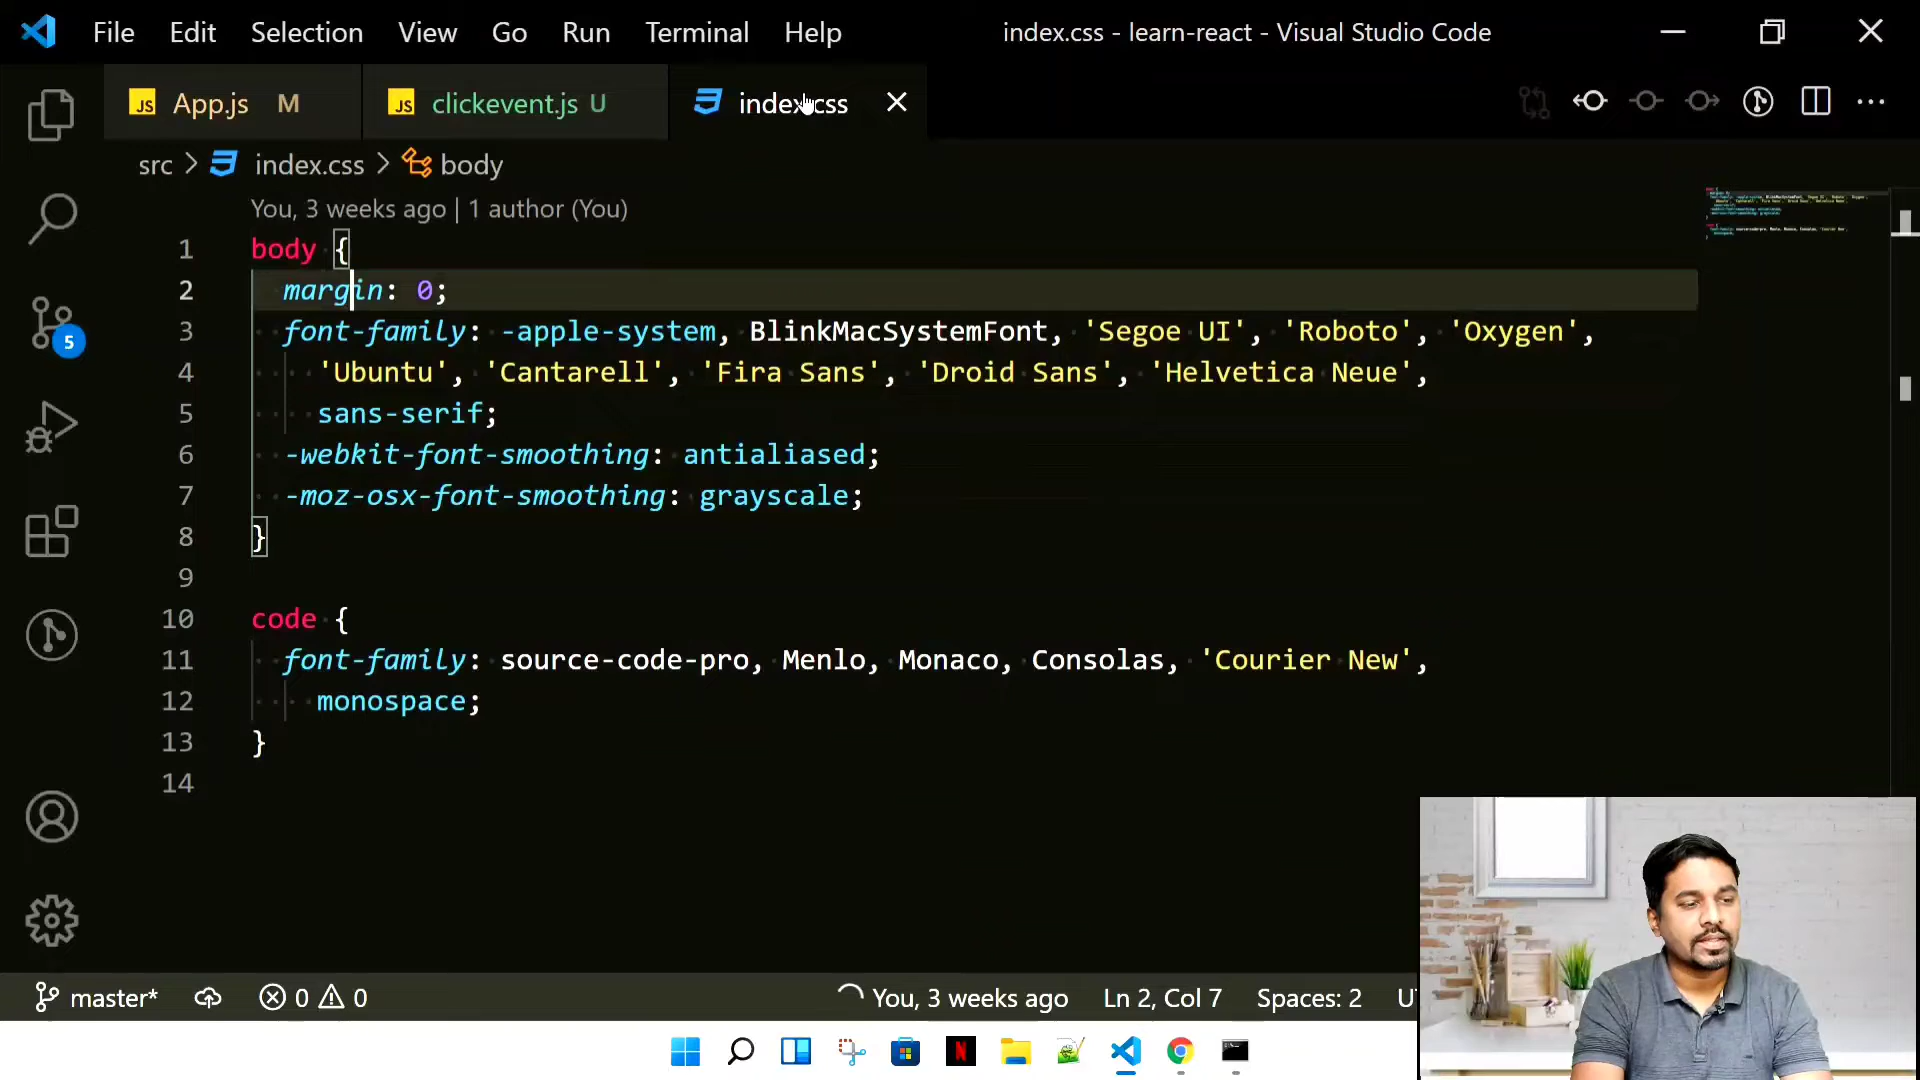 File Edit Selection View Go Run Terminal Help index.css - learn-react - Visual Studio Code
JS App.js M JS clickevent.js U index.css
src > index.css > body
You, 3 weeks ago | 1 author (You)
1 body {
2 margin: 0;
3 font-family: -apple-system, BlinkMacSystemFont, 'Segoe UI', 'Roboto', 'Oxygen',
4 'Ubuntu', 'Cantarell', 'Fira Sans', 'Droid Sans', 'Helvetica Neue',
5 sans-serif;
6 -webkit-font-smoothing: antialiased;
7 -moz-osx-font-smoothing: grayscale;
8 }
9
10 code {
11 font-family: source-code-pro, Menlo, Monaco, Consolas, 'Courier New',
12 monospace;
13 }
14
5
master* 0 0 You, 3 weeks ago Ln 2, Col 7 Spaces: 2
N